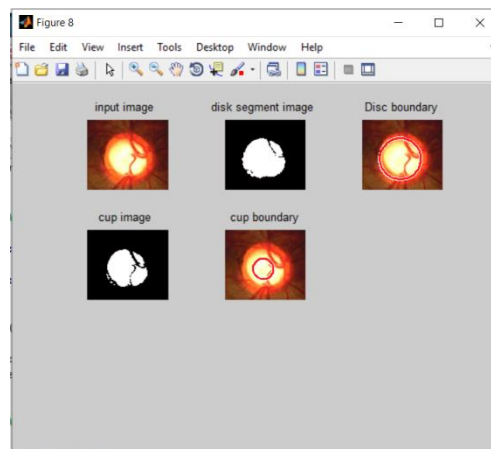 Figure 8
File Edit View Insert Tools Desktop Window Help
input image disk segment image Disc boundary
cup image cup boundary